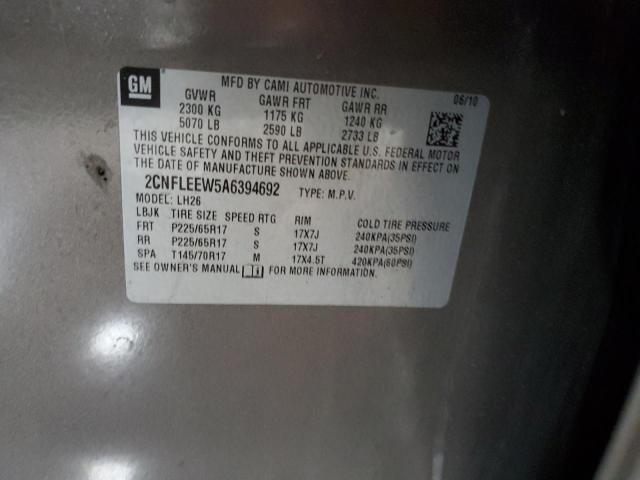 GM
MFD BY CAMI AUTOMOTIVE INC.
06/10
GVWR GAWR FRT GAWR RR
2300 KG 1175 KG 1240 KG
5070 LB 2590 LB 2733 LB
THIS VEHICLE CONFORMS TO ALL APPLICABLE U.S. FEDERAL MOTOR
VEHICLE SAFETY AND THEFT PREVENTION STANDARDS IN EFFECT ON
THE DATE OF MANUFACTURE SHOWN ABOVE.
2CNFLEEW5A6394692 TYPE: M.P.V.
MODEL: LH26
LBJK TIRE SIZE SPEED RTG RIM COLD TIRE PRESSURE
FRT P225/65R17 S 17X7J 240KPA(35PSI)
RR P225/65R17 S 17X7J 240KPA(35PSI)
SPA T145/70R17 M 17X4.5T 420KPA(60PSI)
SEE OWNER'S MANUAL FOR MORE INFORMATION.